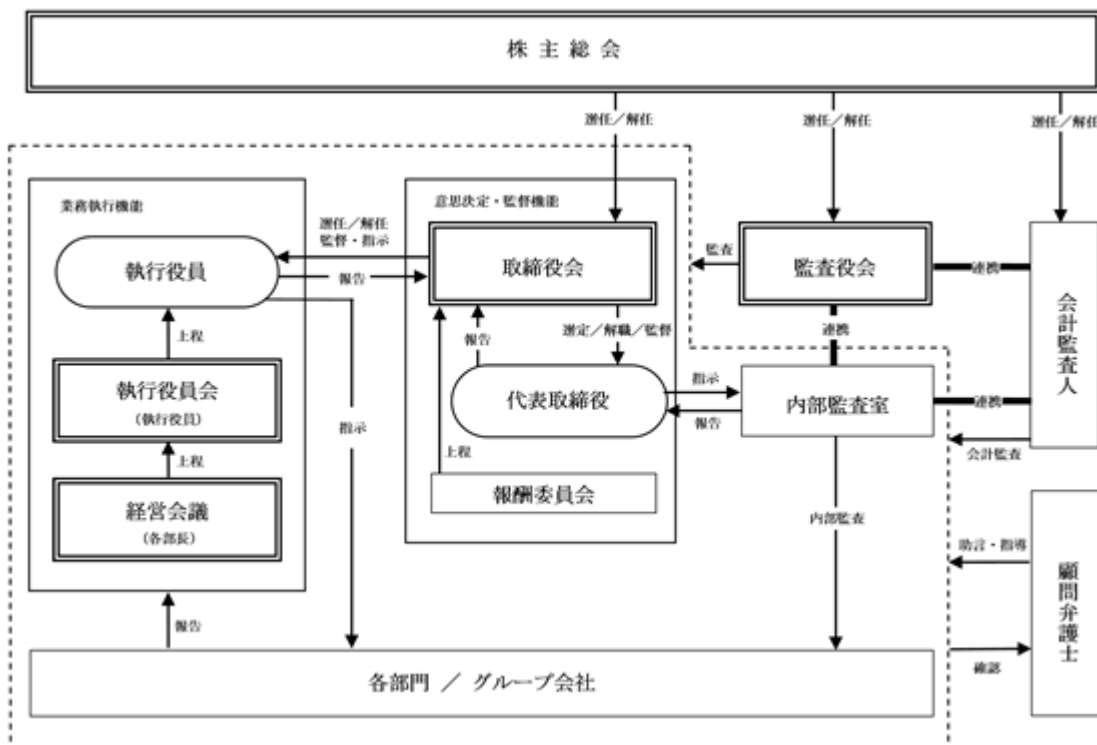 株主総会
選任／解任
選任／解任
選任／解任
業務執行機能
意思決定・監督機能
選任／解任
監督・指示
執行役員
報告
取締役会
監査
監査役会
連携
会計監査人
上程
報告
選定／解職／監督
連携
執行役員会
(執行役員)
指示
代表取締役
指示
報告
内部監査室
連携
会計監査
上程
上程
経営会議
(各部長)
報酬委員会
内部監査
助言・指導
顧問弁護士
報告
確認
各部門 ／ グループ会社